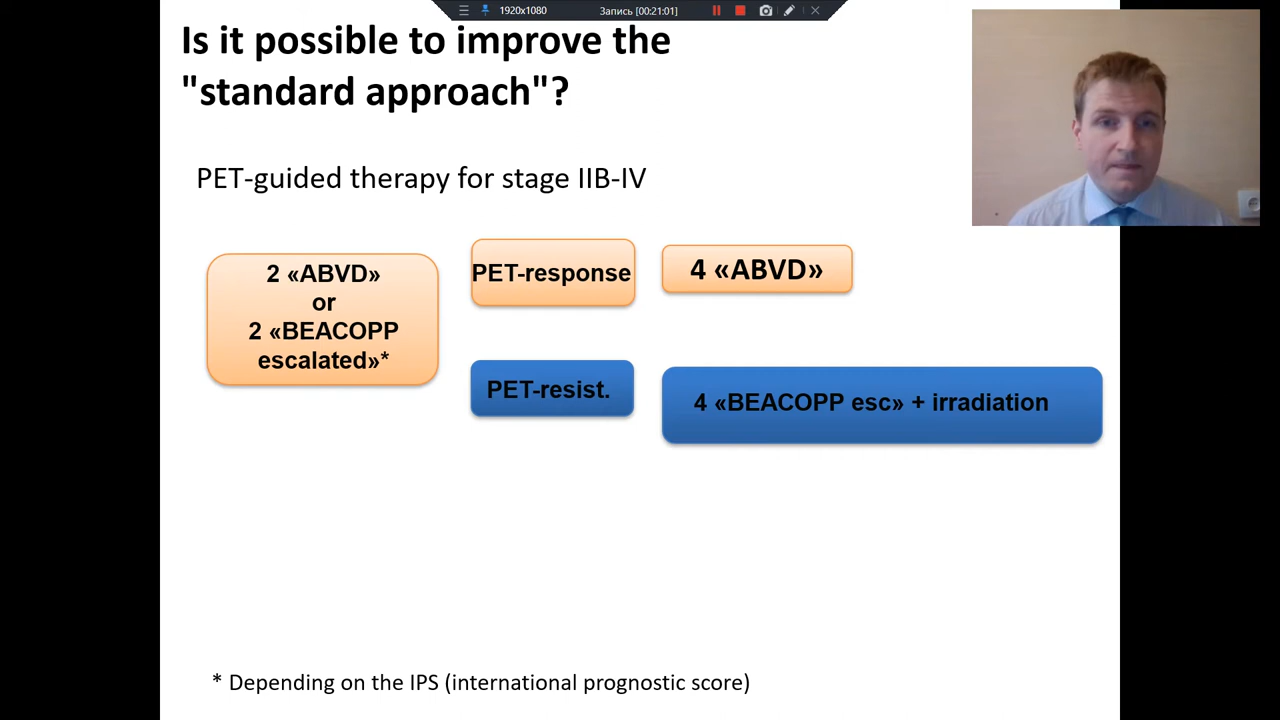 1920x1080
Запись [00:21:01]
Is it possible to improve the
"standard approach"?
PET-guided therapy for stage IIB-IV
2 «ABVD»
or
2 «BEACOPP
escalated»*
PET-response
4 «ABVD»
PET-resist.
4 «BEACOPP esc» + irradiation
* Depending on the IPS (international prognostic score)